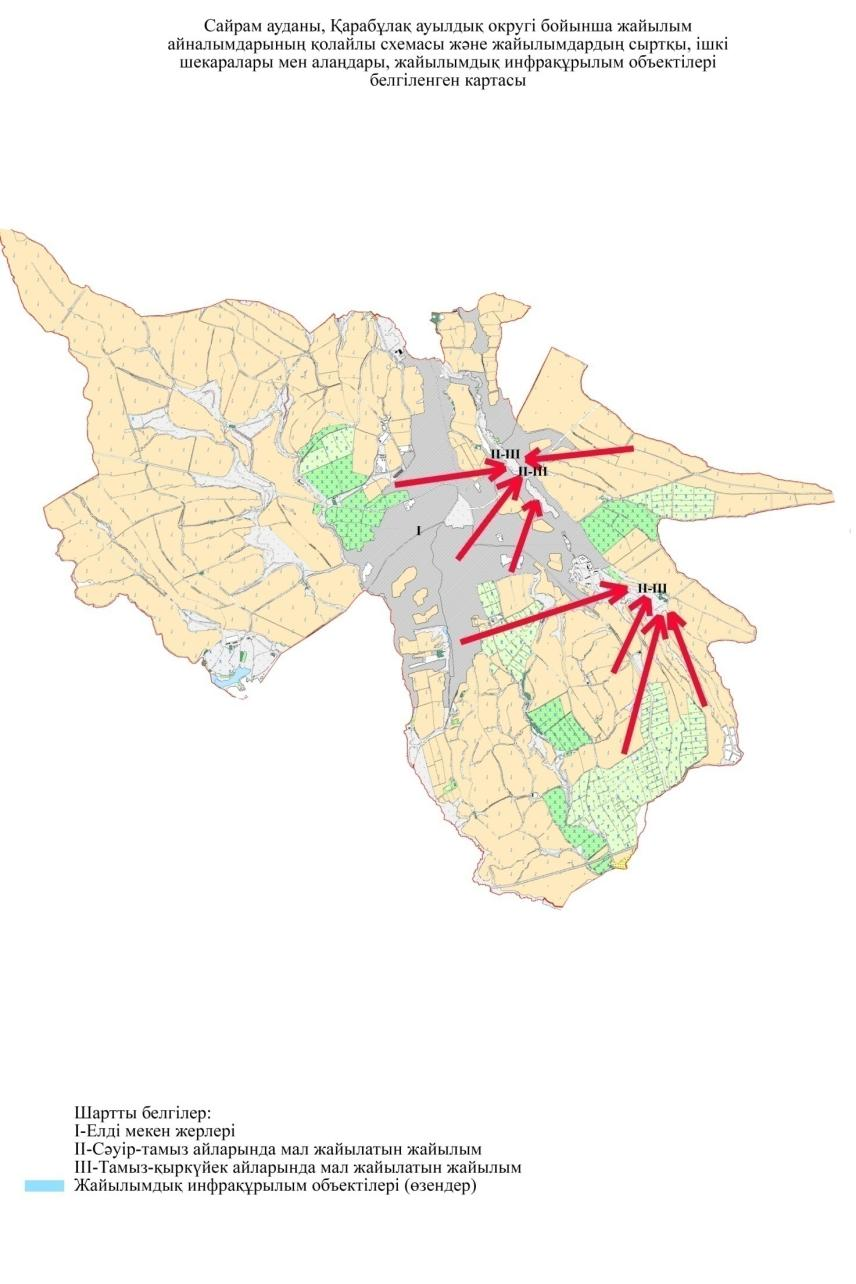 Сайрам ауданы, Қарабұлақ ауылдық округі бойынша жайылым
айналымдарының қолайлы схемасы және жайылымдардың сыртқы, ішкі
шекаралары мен алаңдары, жайылымдық инфрақұрылым объектілері
белгіленген картасы
II-III
II-III
I
II-III
Шартты белгілер:
I-Елді мекен жерлері
II-Сәуір-тамыз айларында мал жайылатын жайылым
III-Тамыз-қыркүйек айларында мал жайылатын жайылым
Жайылымдық инфрақұрылым объектілері (өзендер)